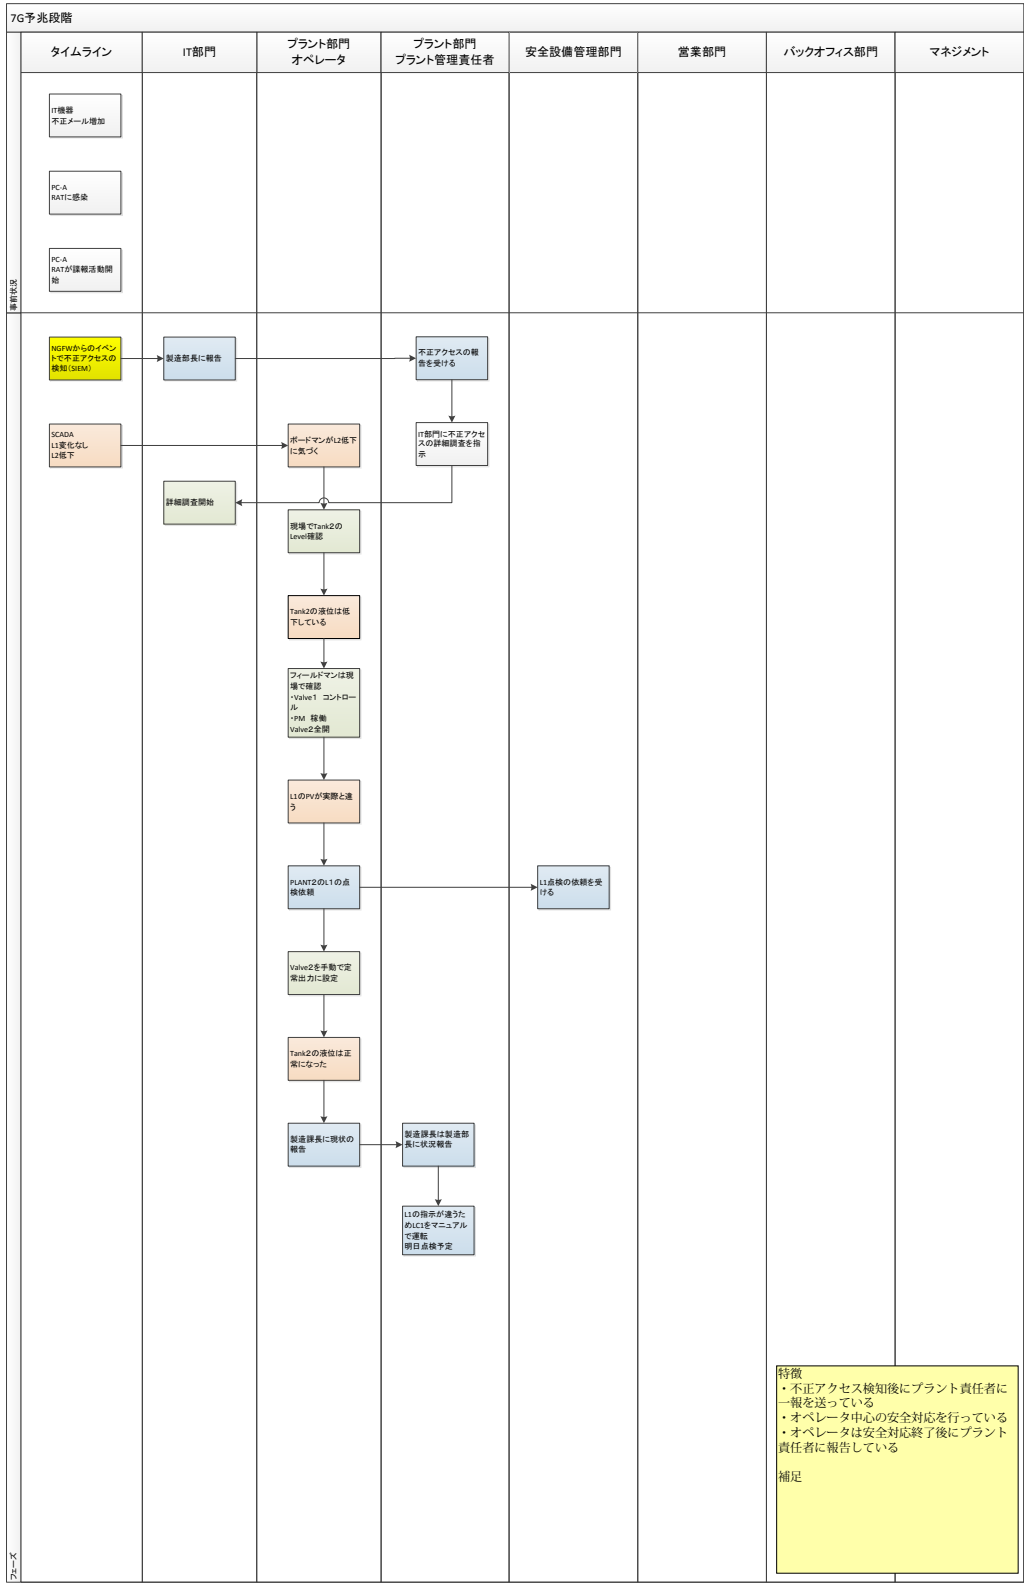 7G予兆段階
タイムライン
IT部門
プラント部門
オペレータ
プラント部門
プラント管理責任者
安全設備管理部門
営業部門
バックオフィス部門
マネジメント
事前状況
IT機器
不正メール増加
PC-A
RATに感染
PC-A
RATが諜報活動開
始
フェーズ
NGFWからのイベン
トで不正アクセスの
検知(SIEM)
製造部長に報告
不正アクセスの報
告を受ける
SCADA
L1変化なし
L2低下
ボードマンがL2低下
に気づく
IT部門に不正アクセ
スの詳細調査を指
示
詳細調査開始
現場でTank2の
Level確認
Tank2の液位は低
下している
フィールドマンは現
場で確認
・Valve1 コントロー
ル
・PM 稼働
Valve2全開
L1のPVが実際と違
う
PLANT2のL1の点
検依頼
L1点検の依頼を受
ける
Valve2を手動で定
常出力に設定
Tank2の液位は正
常になった
製造課長に現状の
報告
製造課長は製造部
長に状況報告
L1の指示が違うた
めLC1をマニュアル
で運転
明日点検予定
特徴
・不正アクセス検知後にプラント責任者に
一報を送っている
・オペレータ中心の安全対応を行っている
・オペレータは安全対応終了後にプラント
責任者に報告している
補足